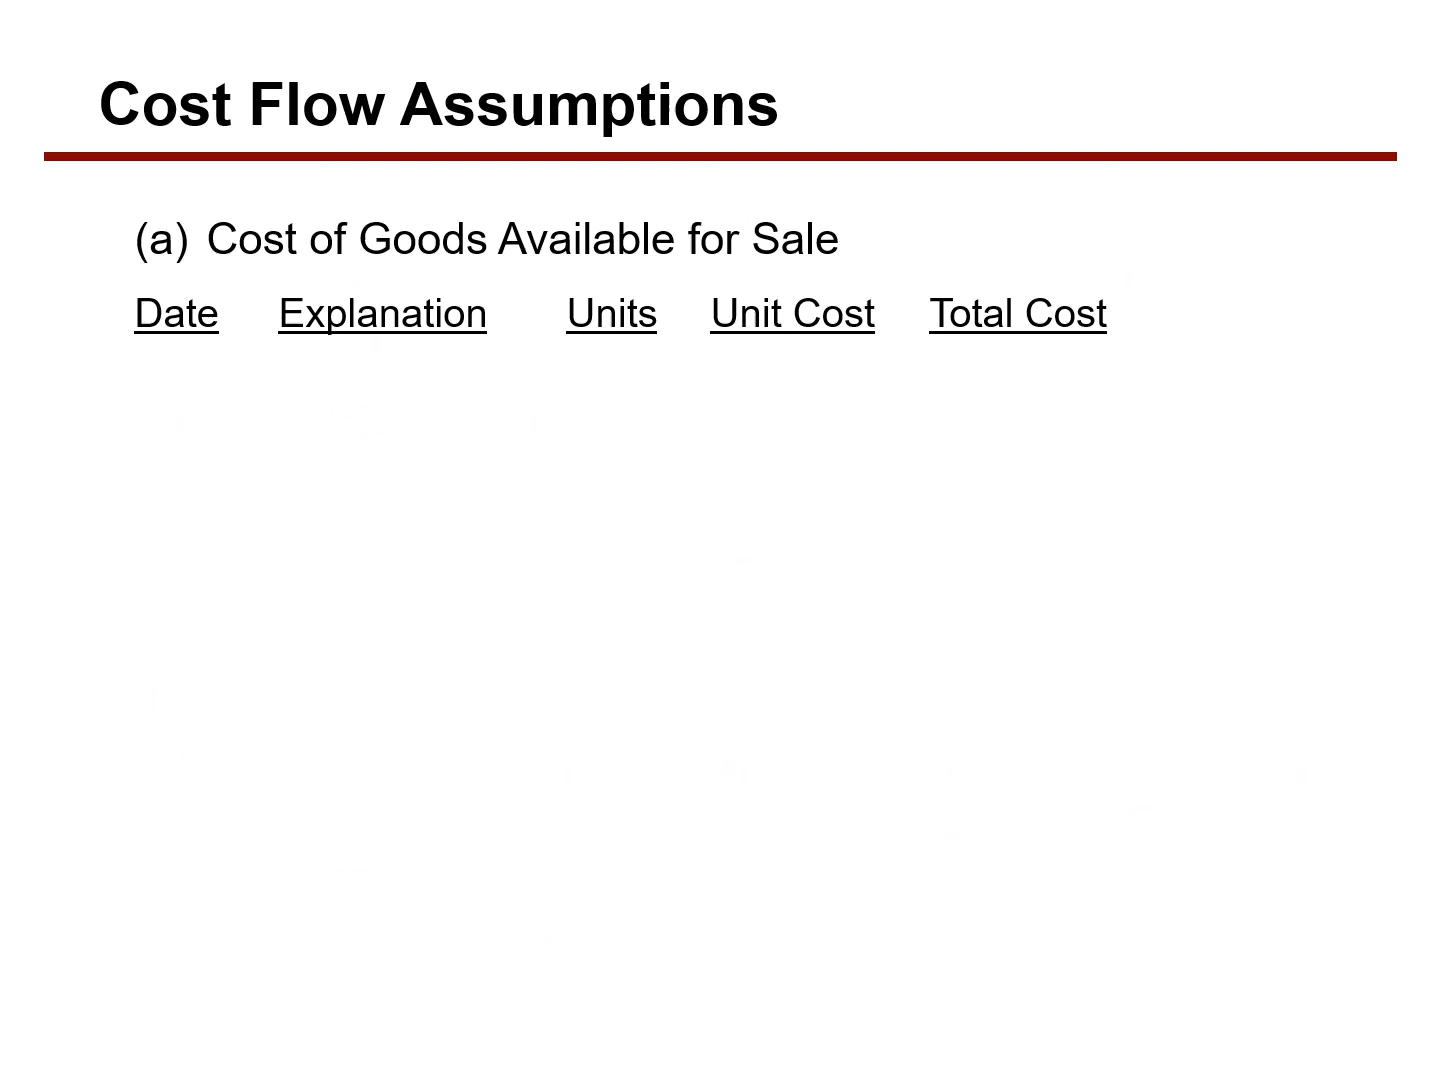 Cost Flow Assumptions
(a) Cost of Goods Available for Sale
Date Explanation Units Unit Cost Total Cost